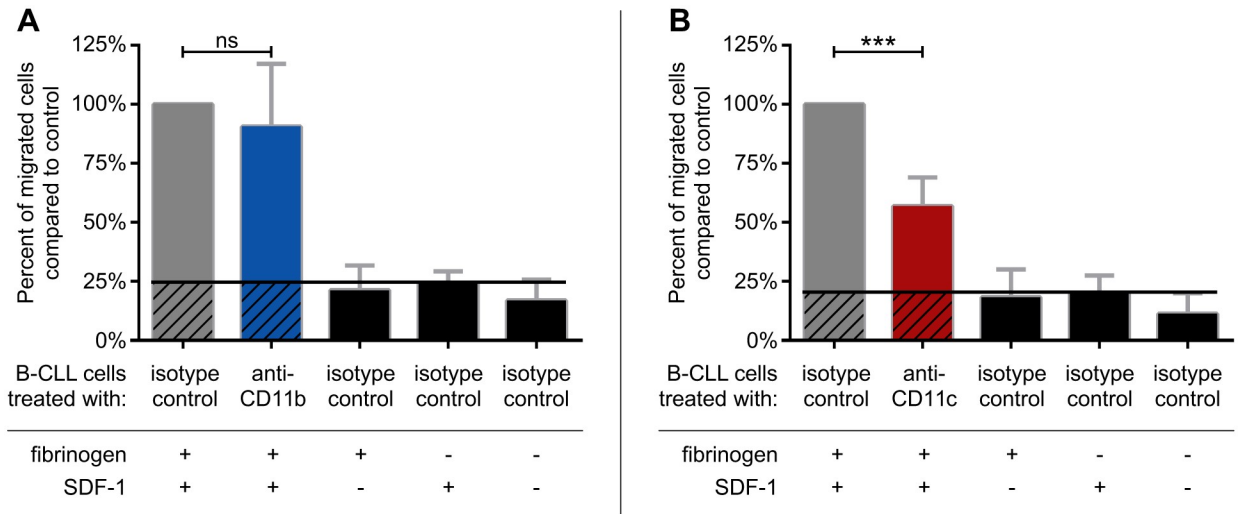 A
Percent of migrated cells
compared to control
125%
100%
75%
50%
25%
0%
ns
B-CLL cells isotype anti- isotype isotype isotype
treated with: control CD11b control control control
fibrinogen + + + - -
SDF-1 + + - + -
B
Percent of migrated cells
compared to control
125%
100%
75%
50%
25%
0%
***
B-CLL cells isotype anti- isotype isotype isotype
treated with: control CD11c control control control
fibrinogen + + + - -
SDF-1 + + - + -